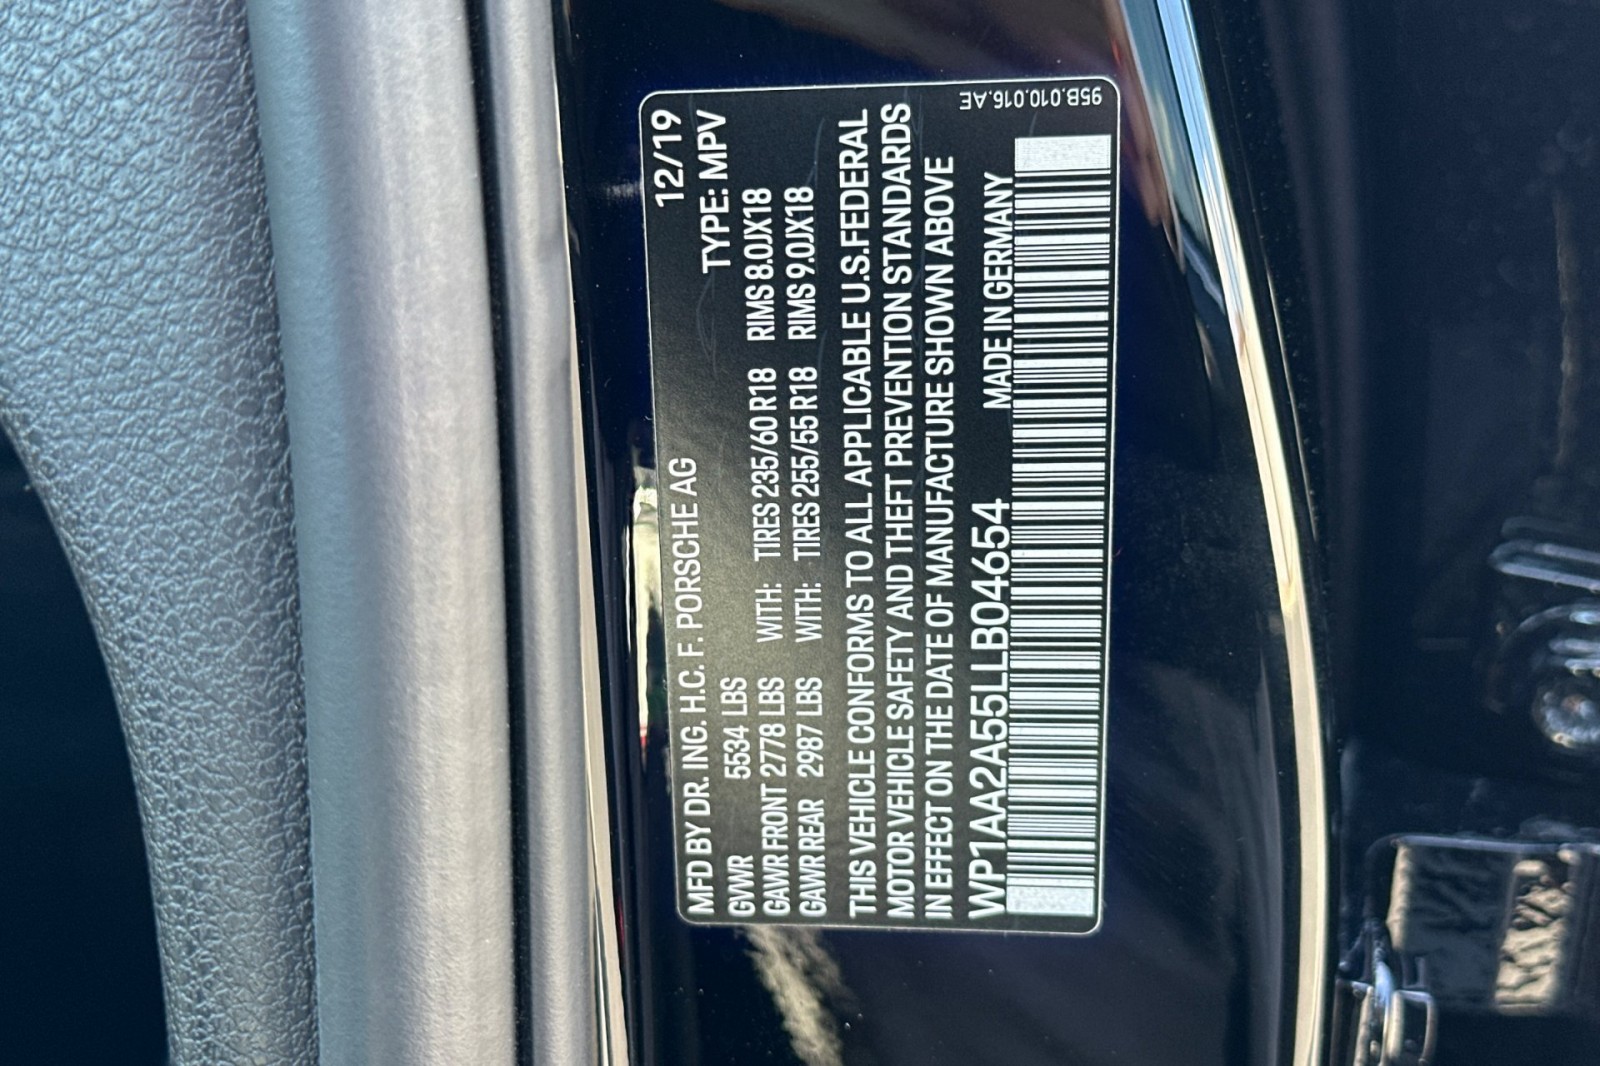 MFD BY DR. ING. H.C. F. PORSCHE AG 12/19
TYPE: MPV
GVWR 5534 LBS
GAWR FRONT 2778 LBS WITH: TIRES 235/60 R18 RIMS 8.0JX18
GAWR REAR 2987 LBS WITH: TIRES 255/55 R18 RIMS 9.0JX18
THIS VEHICLE CONFORMS TO ALL APPLICABLE U.S.FEDERAL
MOTOR VEHICLE SAFETY AND THEFT PREVENTION STANDARDS
IN EFFECT ON THE DATE OF MANUFACTURE SHOWN ABOVE
WP1AA2A55LLB04654 MADE IN GERMANY
95B.010.016.AE